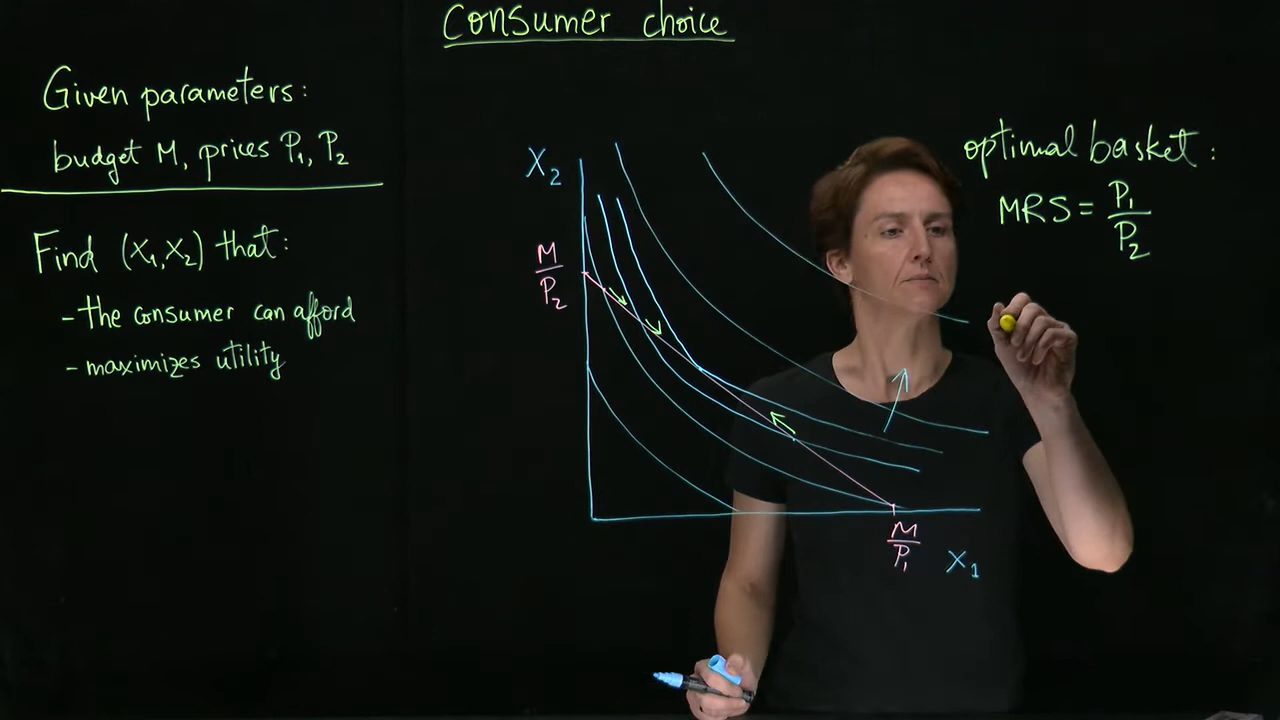 Consumer choice
Given parameters:
budget M, prices P₁, P₂
Find (X₁, X₂) that:
- the consumer can afford
- maximizes utility
X₂
M
P₂
M
P₁
X₁
optimal basket:
MRS = P₁
P₂